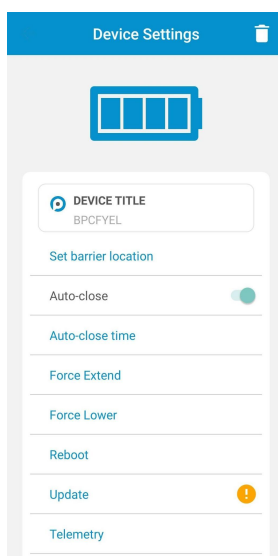 Device Settings
DEVICE TITLE
BPCFYEL
Set barrier location
Auto-close
Auto-close time
Force Extend
Force Lower
Reboot
Update
Telemetry